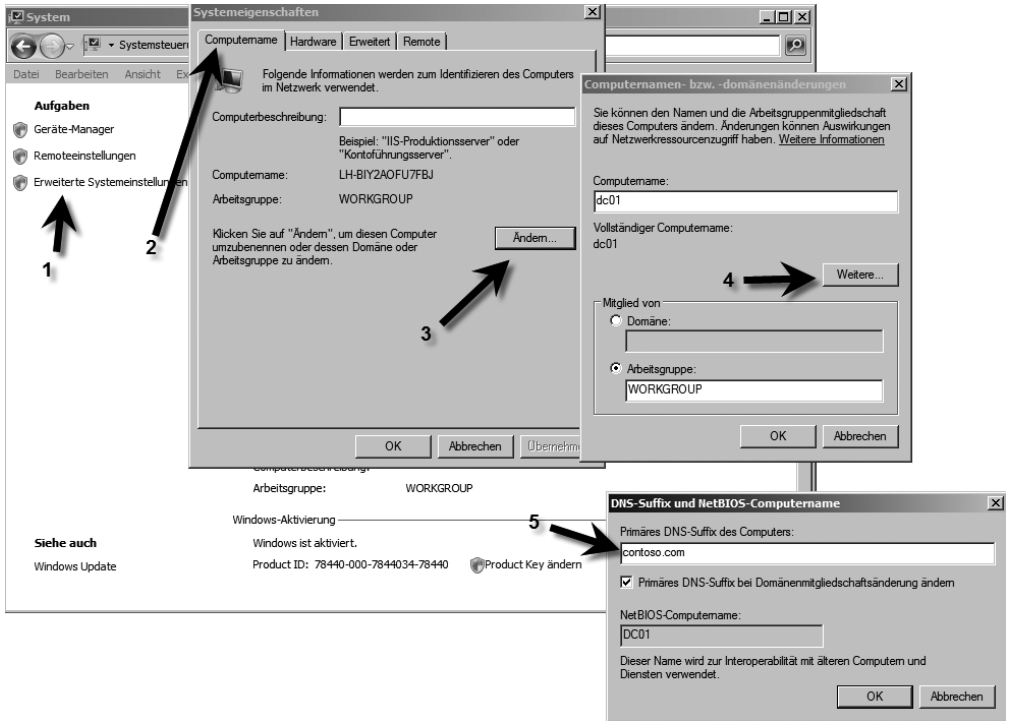 System
Systemsteuern
Datei Bearbeiten Ansicht Ex
Aufgaben
Geräte-Manager
Remoteeinstellungen
Erweiterte Systemeinstellungen
1
Siehe auch
Windows Update
Systemeigenschaften
Computername Hardware Erweitert Remote
2
Folgende Informationen werden zum Identifizieren des Computers
im Netzwerk verwendet.
Computerbeschreibung:
Beispiel: "IIS-Produktionsserver" oder
"Kontoführungsserver".
Computername: LH-BIY2AOFU7FBJ
Arbeitsgruppe: WORKGROUP
Klicken Sie auf "Ändern", um diesen Computer
umzubenennen oder dessen Domäne oder
Arbeitsgruppe zu ändern.
Ändern...
3
OK Abbrechen Übernehm
Computerbeschreibung:
Arbeitsgruppe: WORKGROUP
Windows-Aktivierung
Windows ist aktiviert.
Product ID: 78440-000-7844034-78440 Product Key ändern
Computernamen- bzw. -domänenänderungen
Sie können den Namen und die Arbeitsgruppenmitgliedschaft
dieses Computers ändern. Änderungen können Auswirkungen
auf Netzwerkressourcenzugriff haben. Weitere Informationen
Computername:
dc01
Vollständiger Computername:
dc01
4
Weitere...
Mitglied von
Domäne:
Arbeitsgruppe:
WORKGROUP
OK Abbrechen
DNS-Suffix und NetBIOS-Computername
5
Primäres DNS-Suffix des Computers:
contoso.com
Primäres DNS-Suffix bei Domänenmitgliedschaftsänderung ändern
NetBIOS-Computername:
DC01
Dieser Name wird zur Interoperabilität mit älteren Computern und
Diensten verwendet.
OK Abbrechen